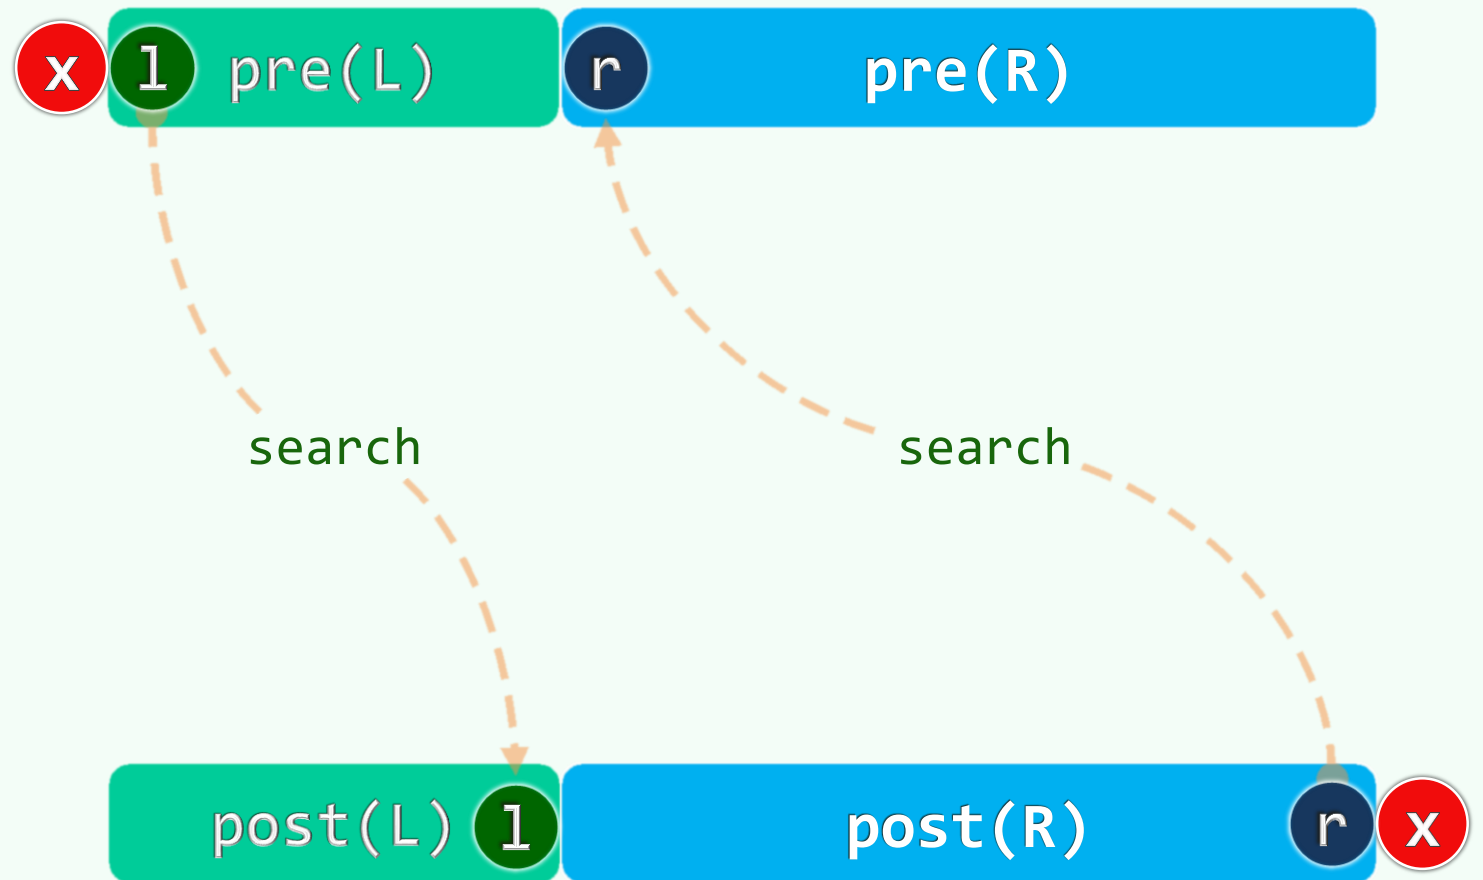 x l pre(L) r pre(R)
search search
post(L) l post(R) r x